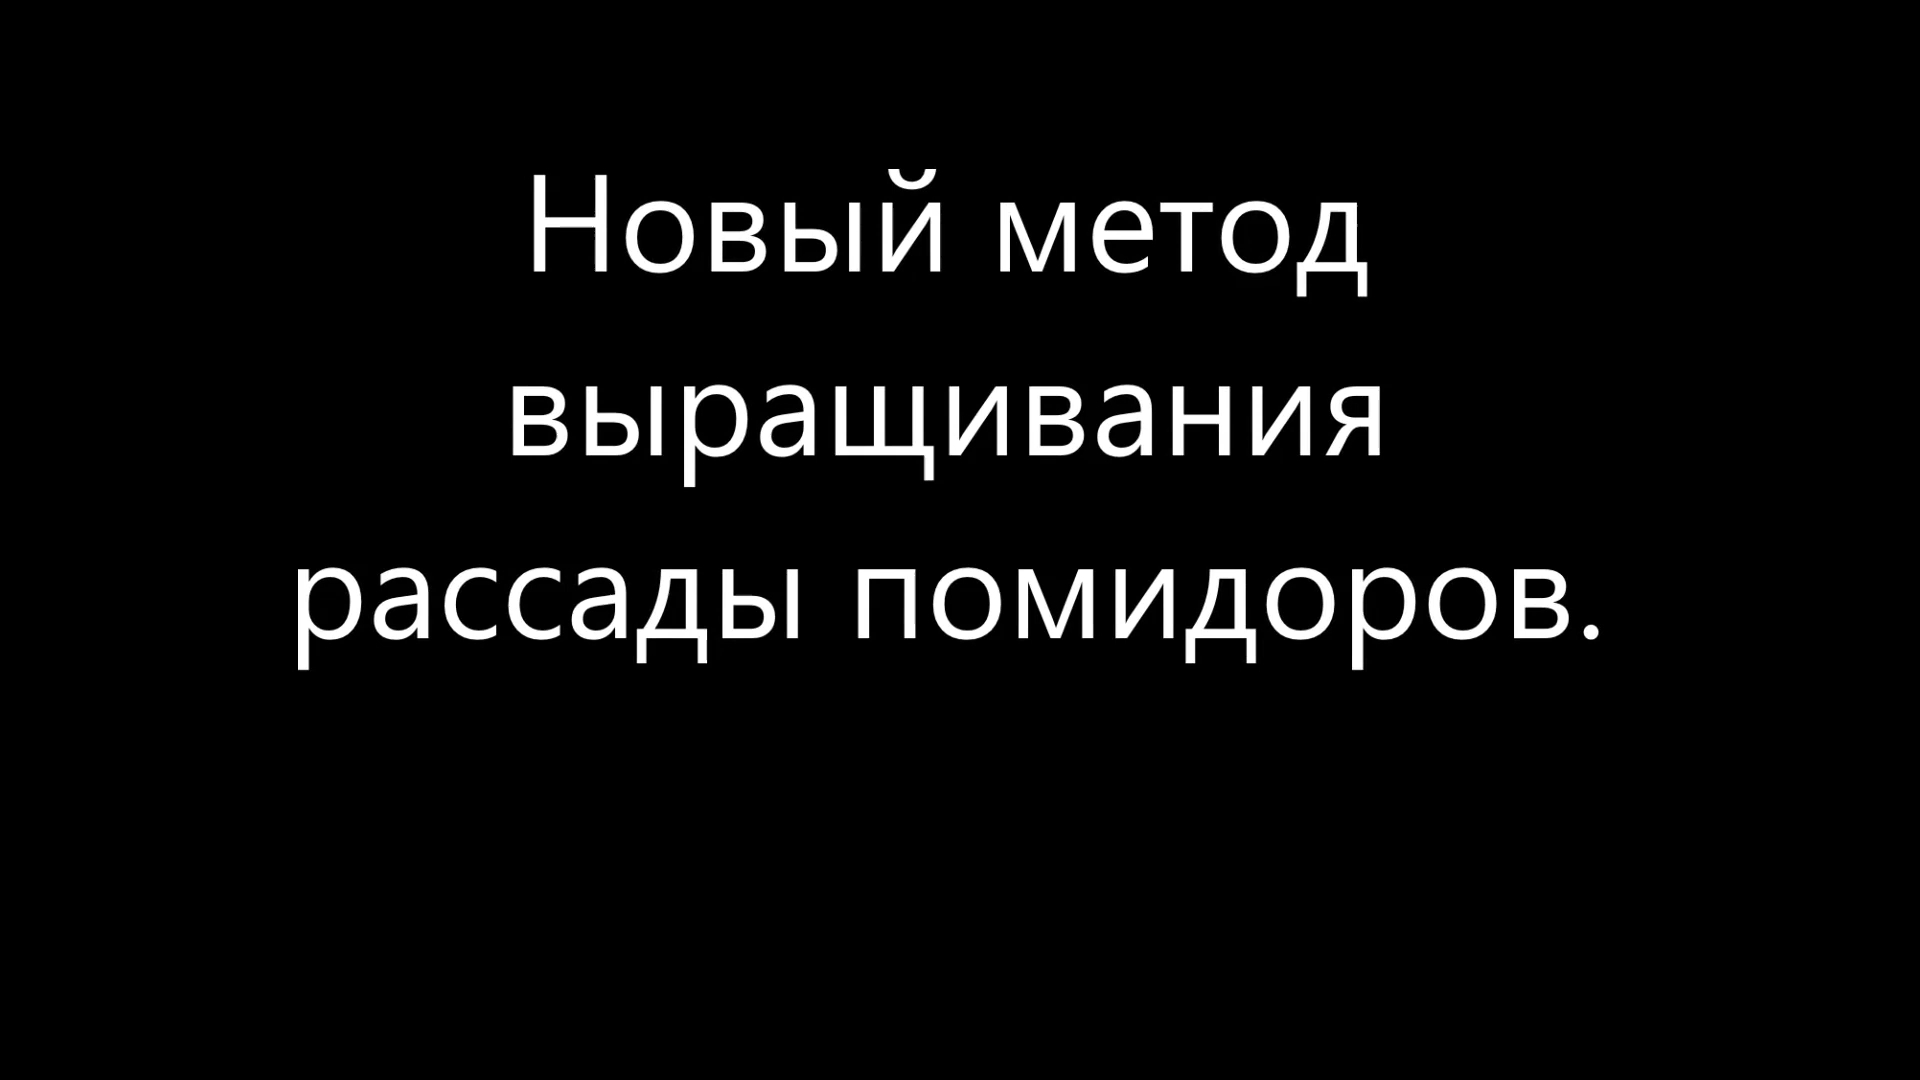 Новый метод
выращивания
рассады помидоров.